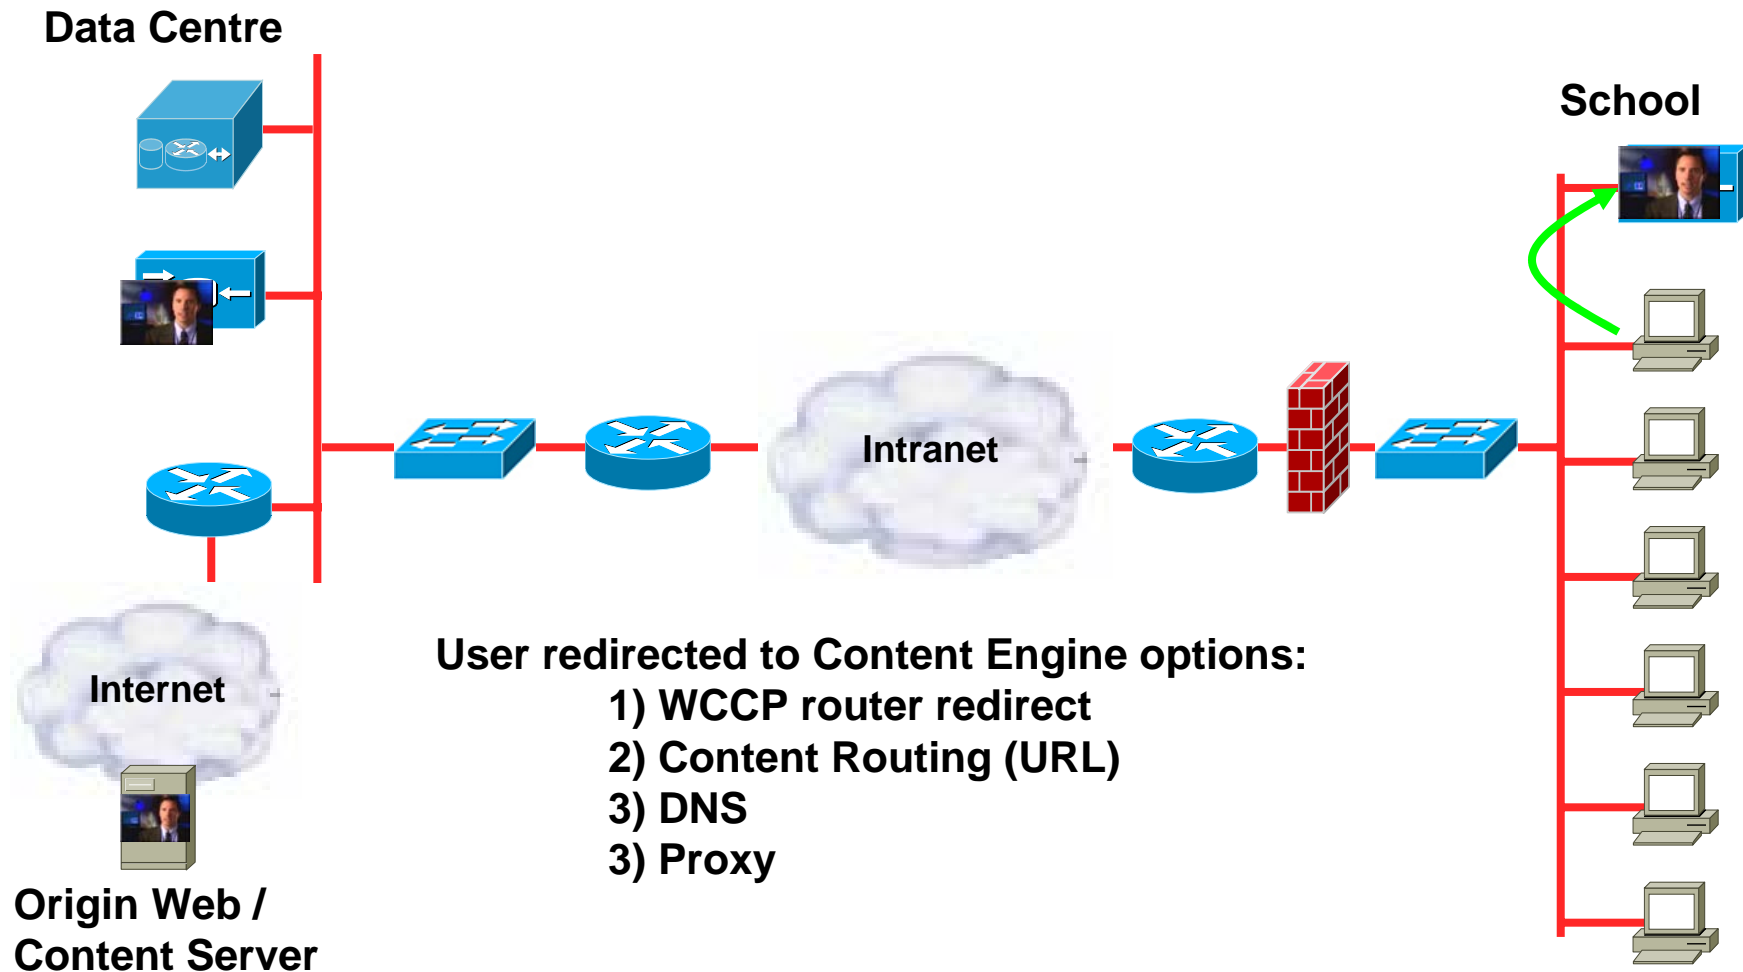 Data Centre
School
Intranet
Internet
User redirected to Content Engine options:
1) WCCP router redirect
2) Content Routing (URL)
3) DNS
3) Proxy
Origin Web /
Content Server